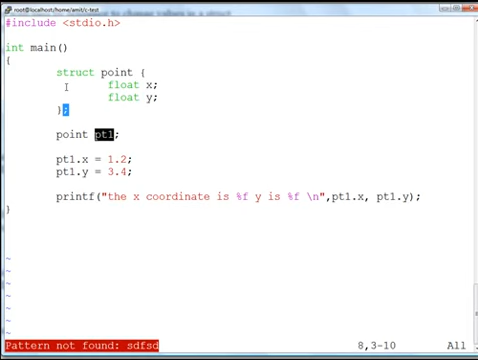 root@localhost/home/amit/c-test
#include <stdio.h>
int main()
{
struct point {
float x;
float y;
};
point pt1;
pt1.x = 1.2;
pt1.y = 3.4;
printf("the x coordinate is %f y is %f \n",pt1.x, pt1.y);
}
~
~
~
~
~
~
~
Pattern not found: sdfsd 8,3-10 All